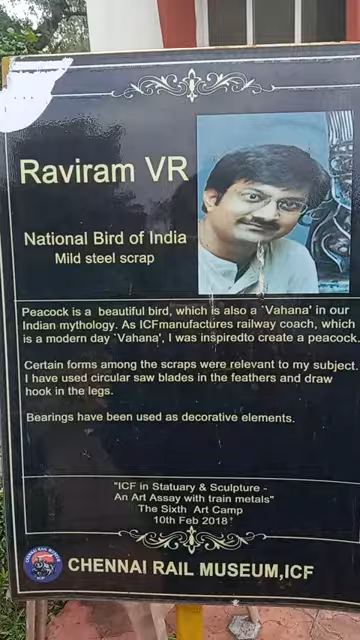 Raviram VR
National Bird of India
Mild steel scrap
Peacock is a beautiful bird, which is also a `Vahana' in our
Indian mythology. As ICFmanufactures railway coach, which
is a modern day `Vahana', I was inspiredto create a peacock.
Certain forms among the scraps were relevant to my subject.
I have used circular saw blades in the feathers and draw
hook in the legs.
Bearings have been used as decorative elements.
"ICF in Statuary & Sculpture -
An Art Assay with train metals"
The Sixth Art Camp
10th Feb 2018
CHENNAI RAIL MUSEUM,ICF